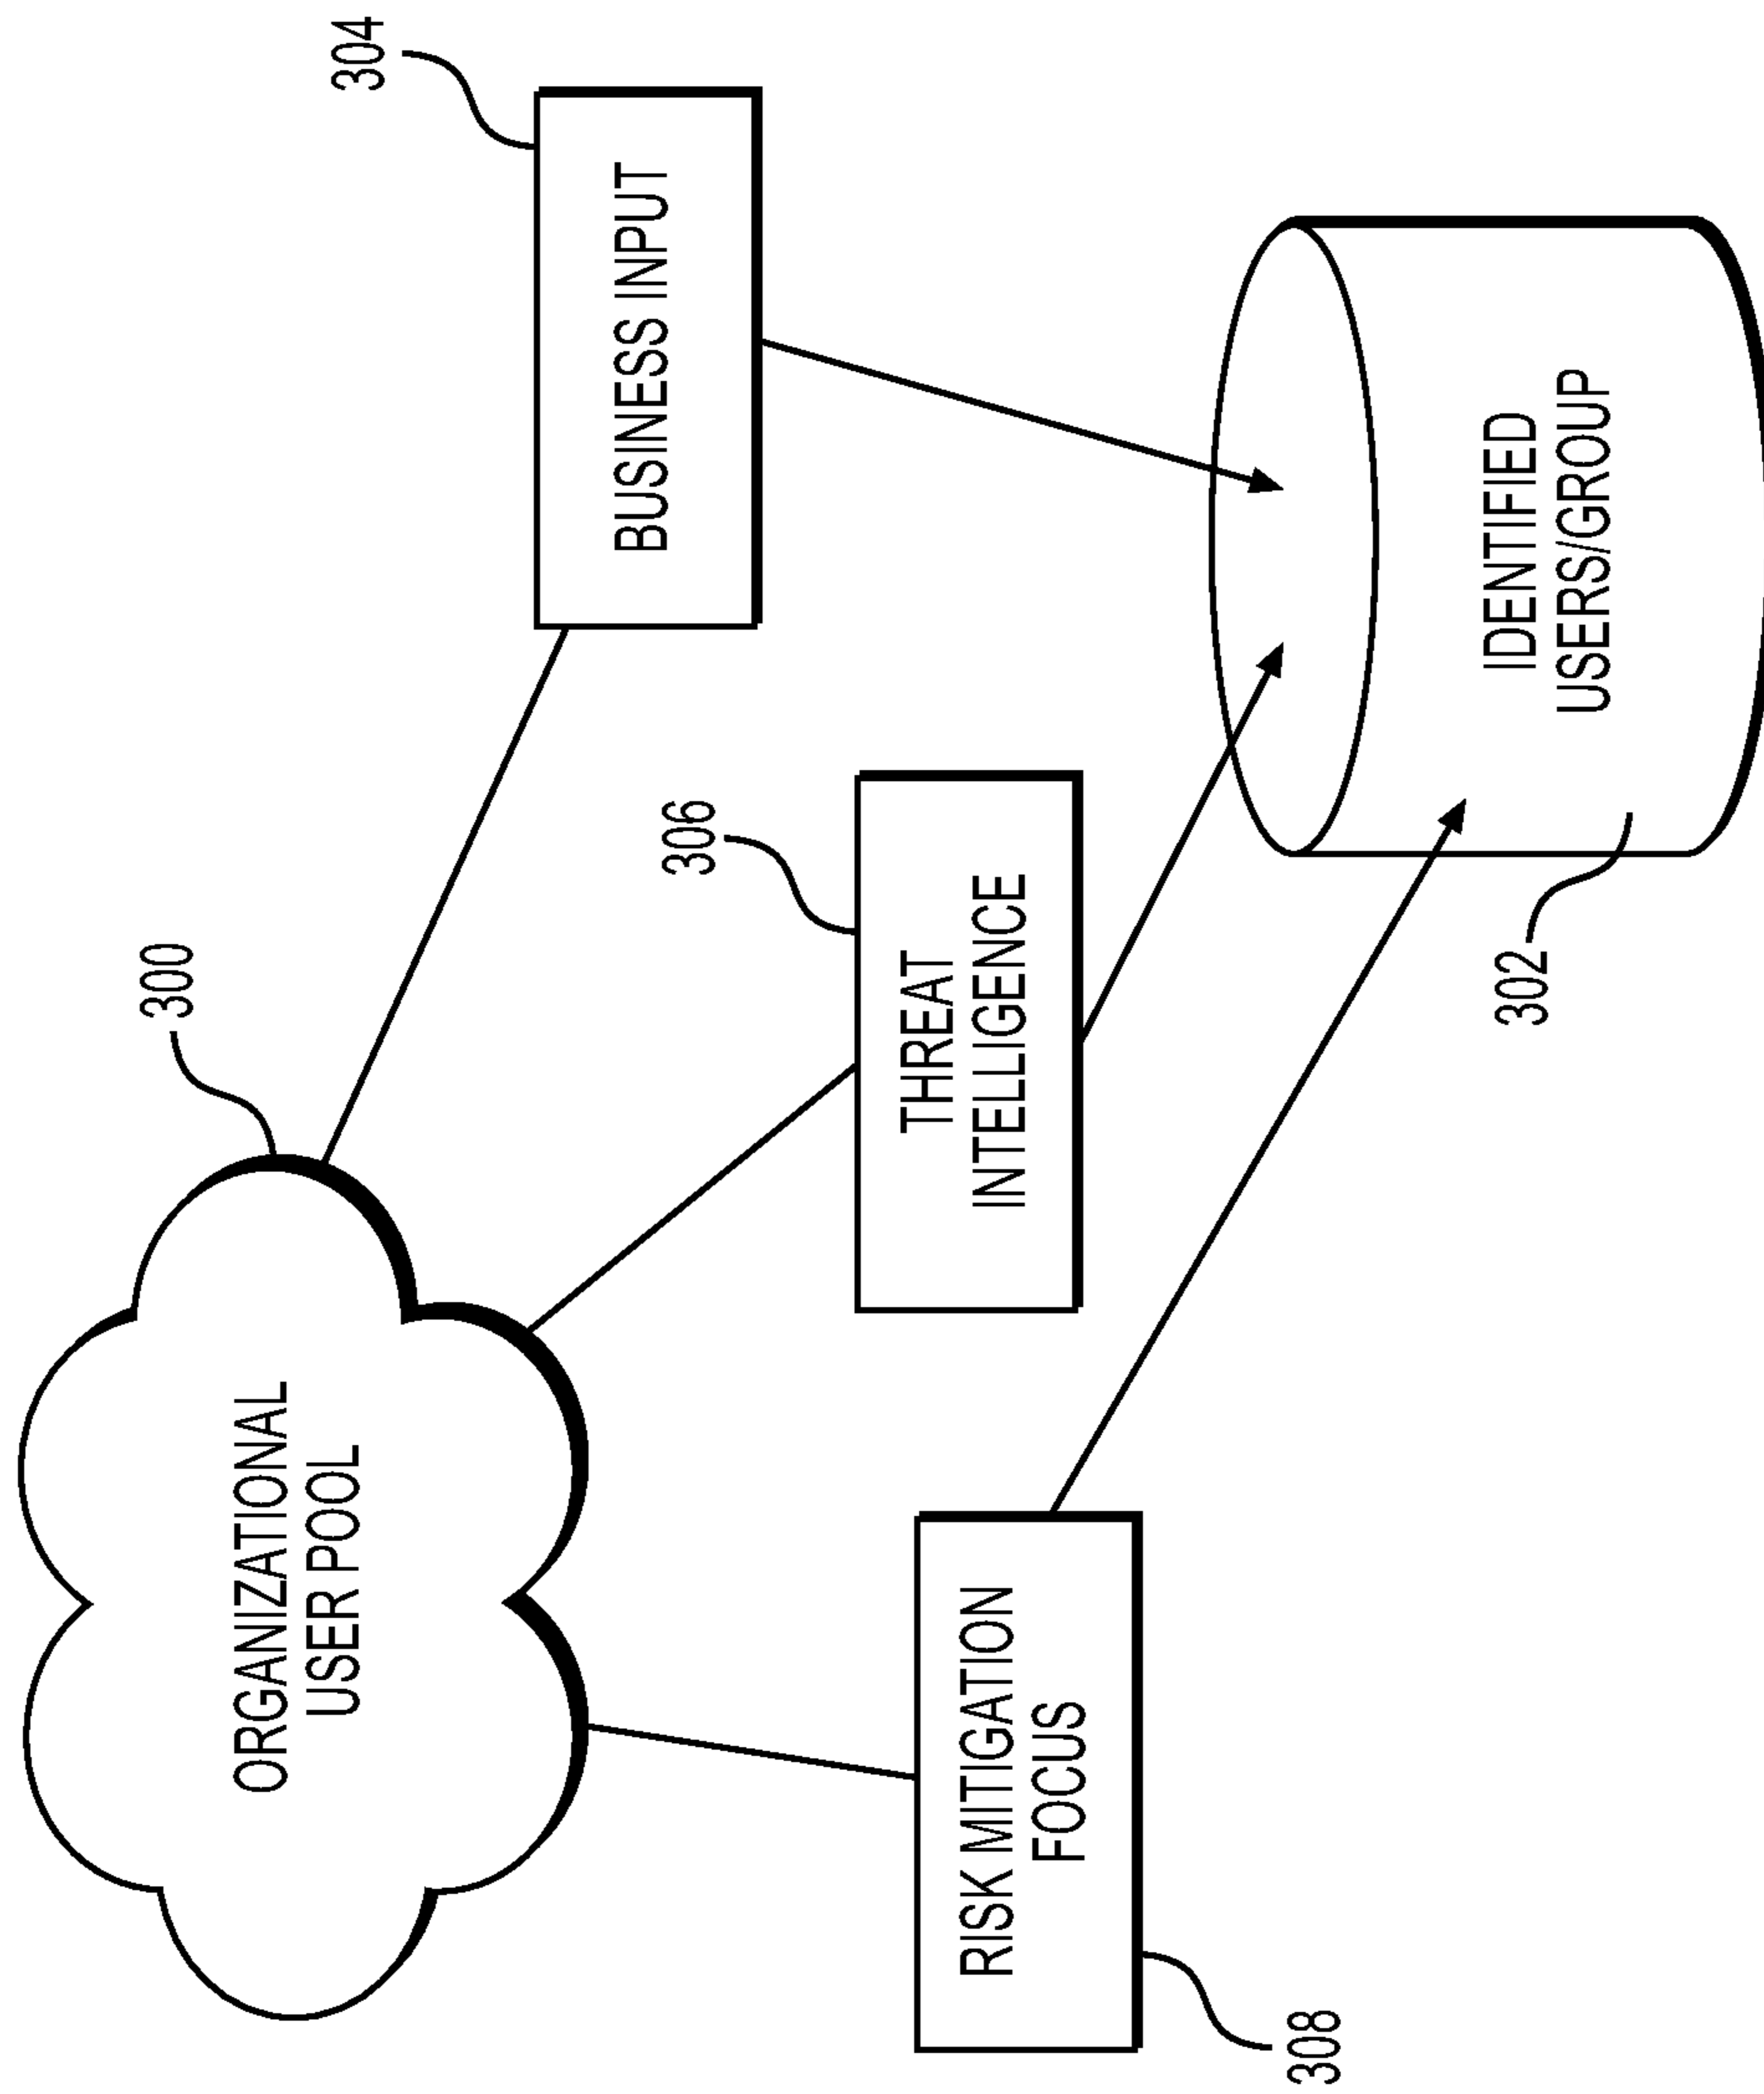 300
ORGANIZATIONAL
USER POOL
304
BUSINESS INPUT
306
THREAT
INTELLIGENCE
RISK MITIGATION
FOCUS
308
IDENTIFIED
USERS/GROUP
302